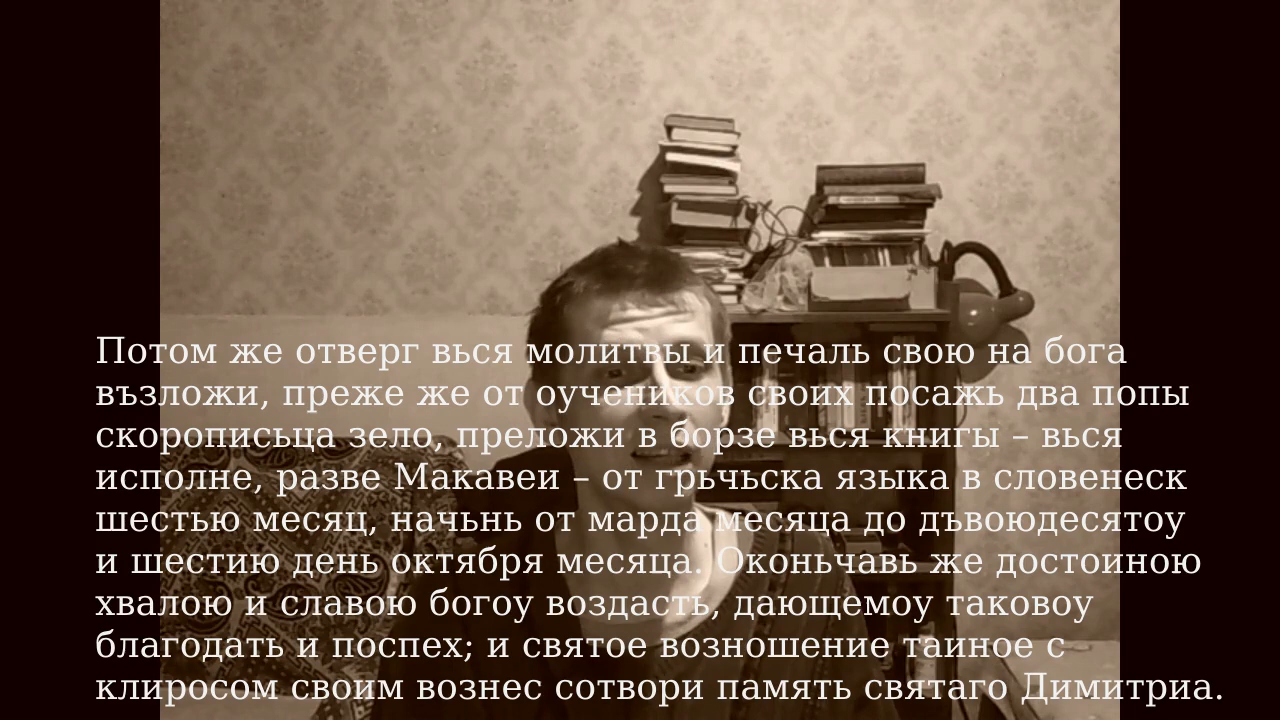 Потом же отверг вься молитвы и печаль свою на бога
възложи, преже же от оучеников своих посажь два попы
скорописьца зело, преложи в борзе вься книгы – вься
исполне, разве Макавеи – от грьчьска языка в словенеск
шестью месяц, начьнь от марда месяца до дъвоюдесятоу
и шестию день октября месяца. Оконьчавь же достоиною
хвалою и славою богоу воздасть, дающемоу таковоу
благодать и поспех; и святое возношение таиное с
клиросом своим вознес сотвори память святаго Димитриа.